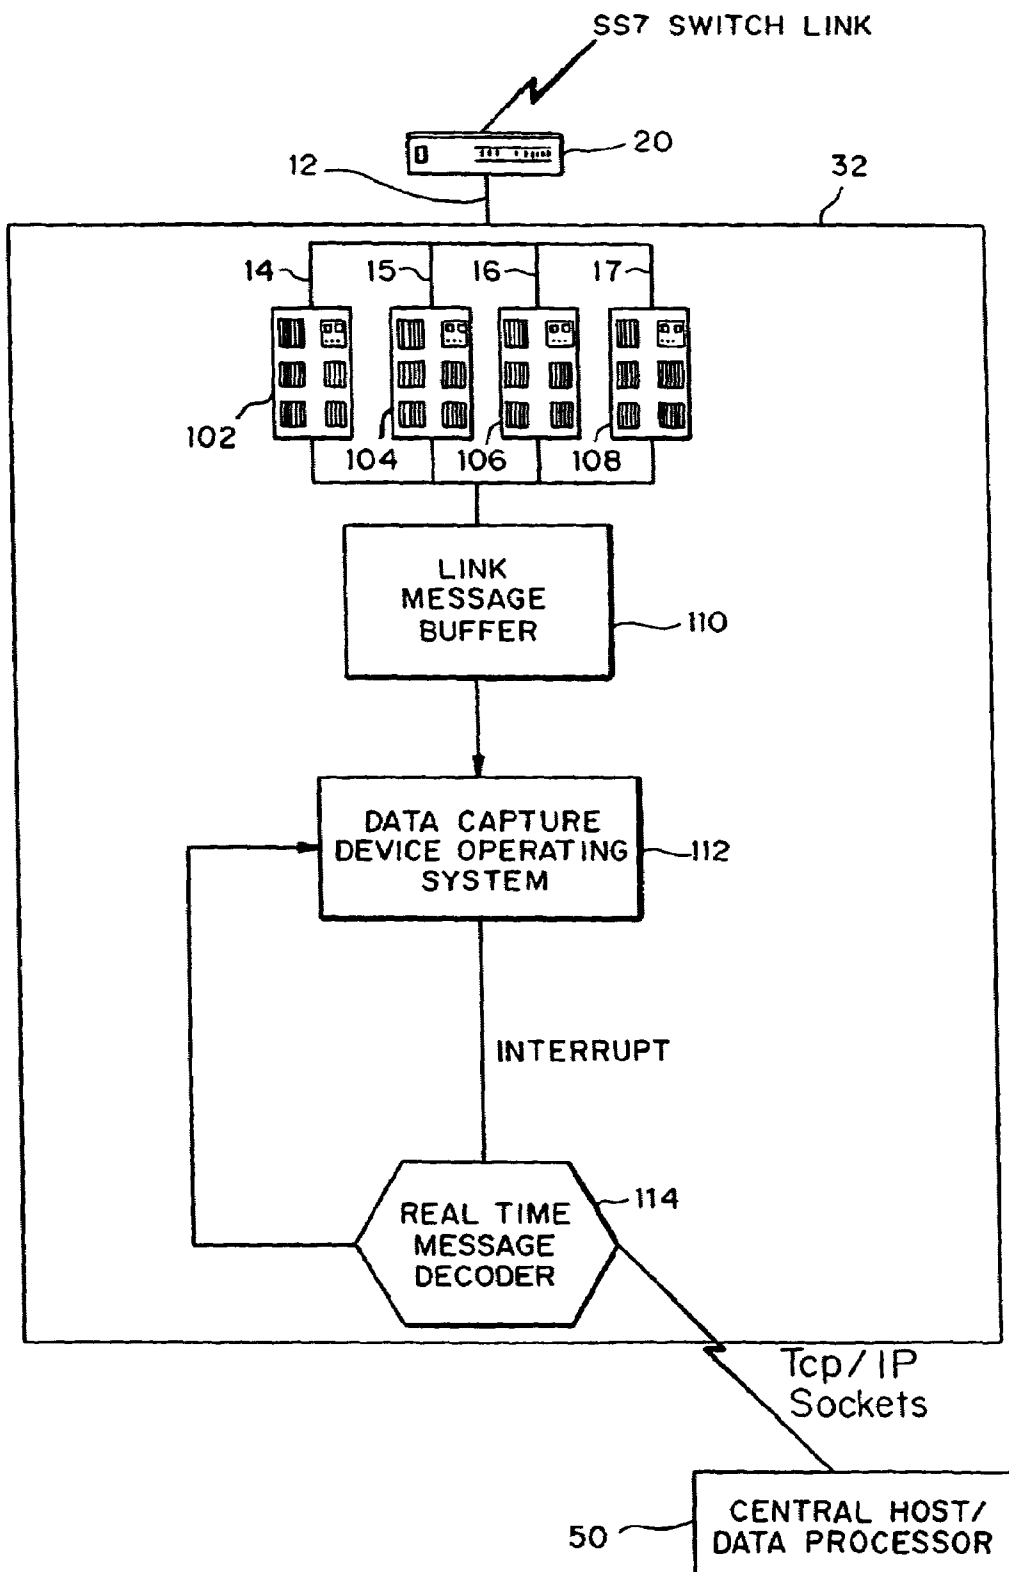 SS7 SWITCH LINK
20
12
32
14
15
16
17
102
104
106
108
LINK
MESSAGE
BUFFER
110
DATA CAPTURE
DEVICE OPERATING
SYSTEM
112
INTERRUPT
REAL TIME
MESSAGE
DECODER
114
Tcp/IP
Sockets
CENTRAL HOST/
DATA PROCESSOR
50